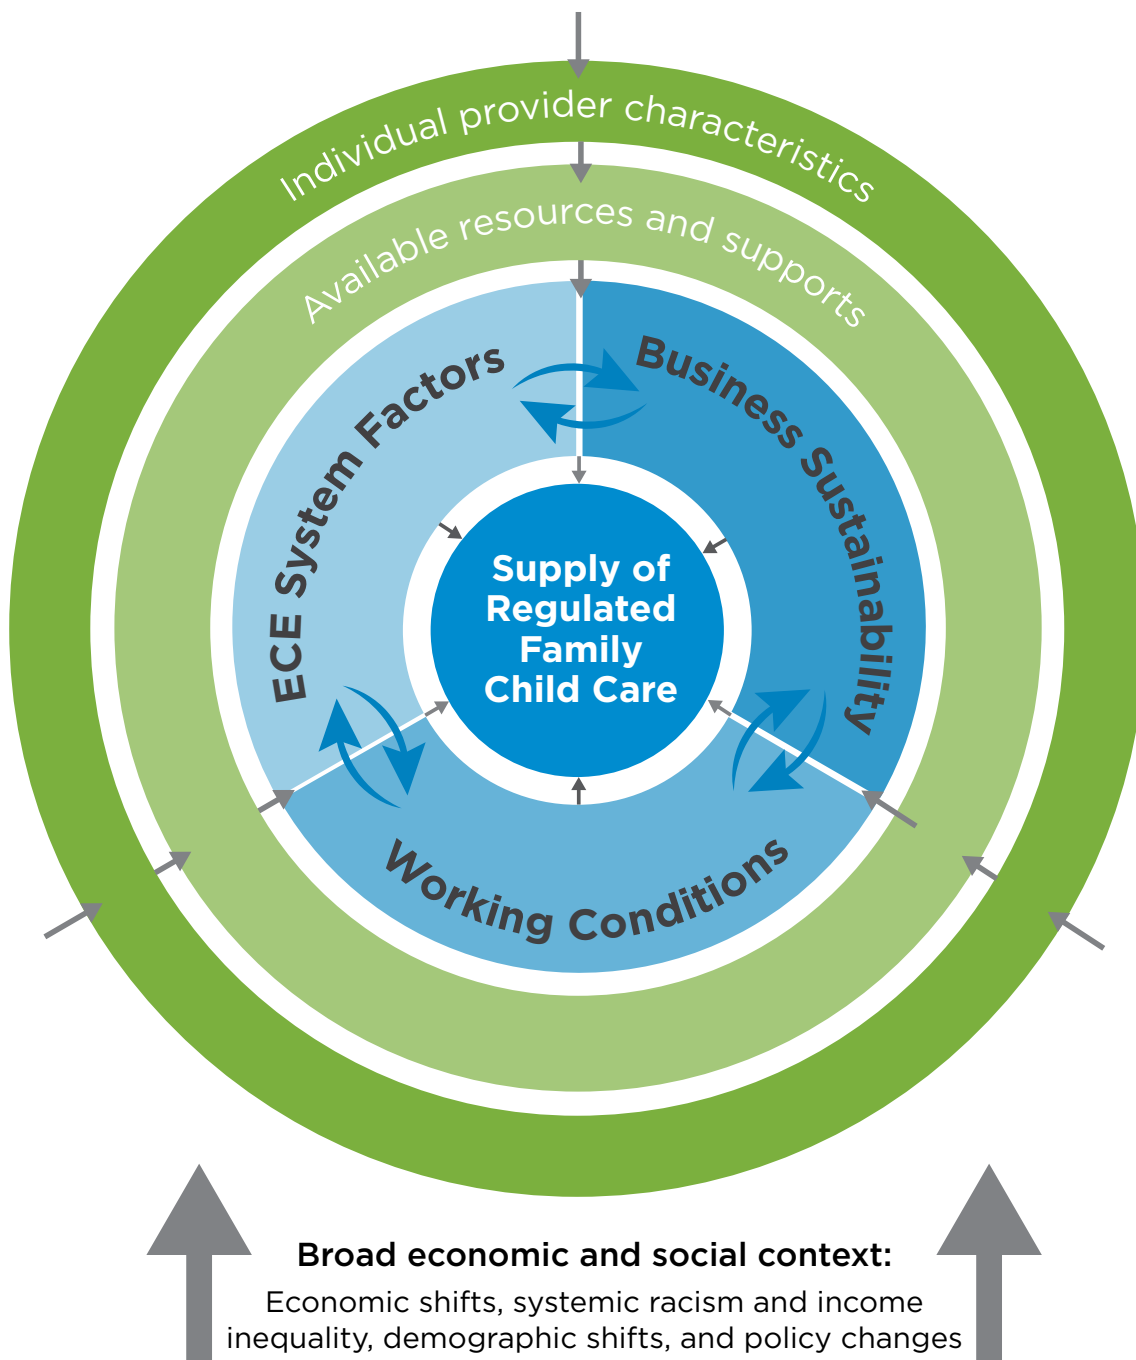 Individual provider characteristics
Available resources and supports
ECE System Factors
Business Sustainability
Supply of
Regulated
Family
Child Care
Working Conditions
Broad economic and social context:
Economic shifts, systemic racism and income
inequality, demographic shifts, and policy changes